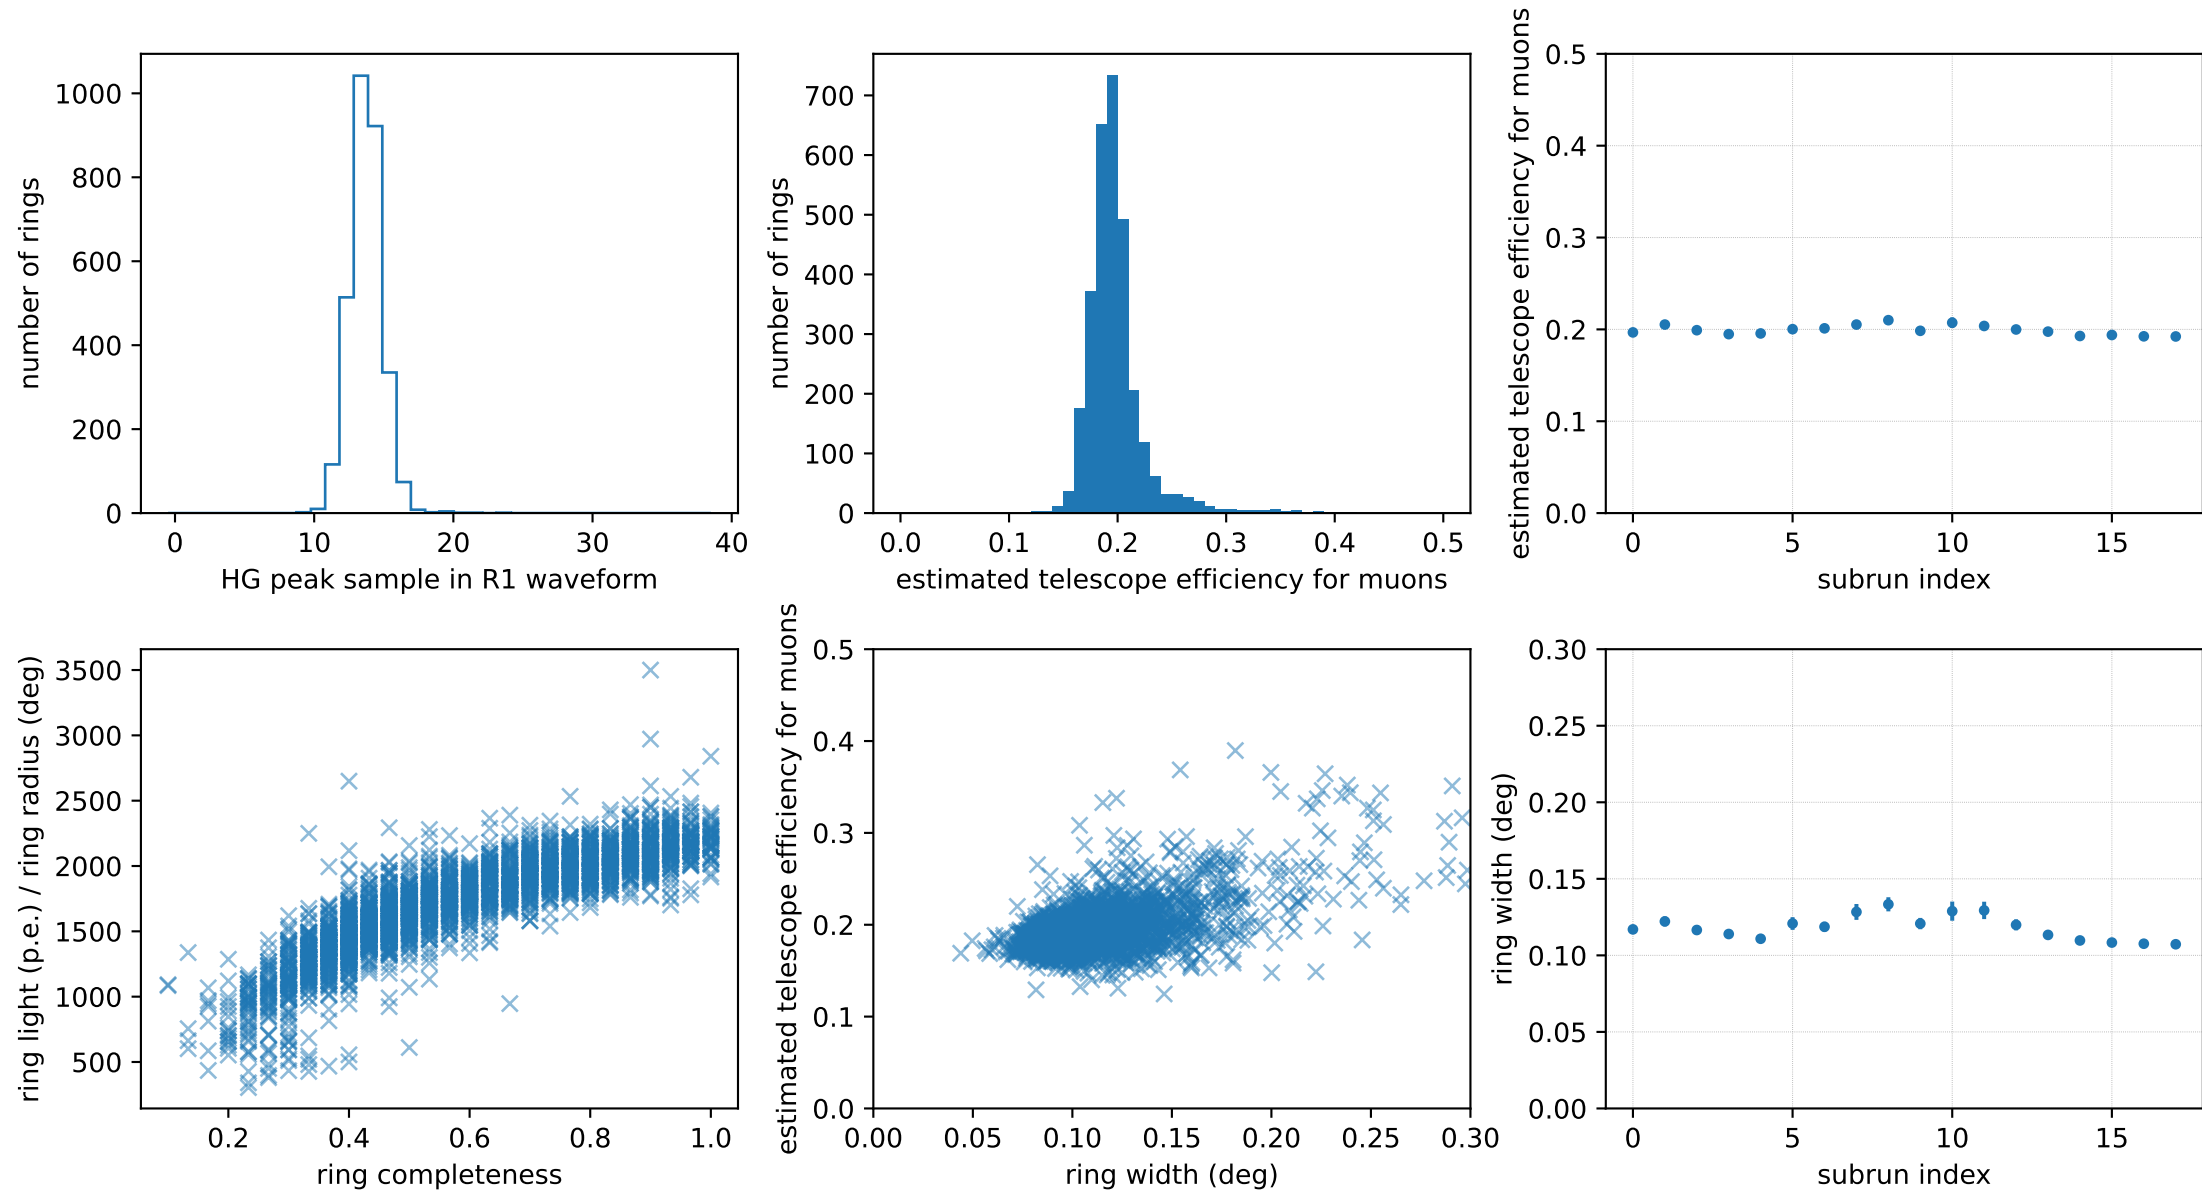 number of rings
1000
800
600
400
200
0
0 10 20 30 40
HG peak sample in R1 waveform
number of rings
700
600
500
400
300
200
100
0
0.0 0.1 0.2 0.3 0.4 0.5
estimated telescope efficiency for muons
estimated telescope efficiency for muons
0.5
0.4
0.3
0.2
0.1
0.0
0 5 10 15
subrun index
ring light (p.e.) / ring radius (deg)
3500
3000
2500
2000
1500
1000
500
0.2 0.4 0.6 0.8 1.0
ring completeness
estimated telescope efficiency for muons
0.5
0.4
0.3
0.2
0.1
0.0
0.00 0.05 0.10 0.15 0.20 0.25 0.30
ring width (deg)
ring width (deg)
0.30
0.25
0.20
0.15
0.10
0.05
0.00
0 5 10 15
subrun index